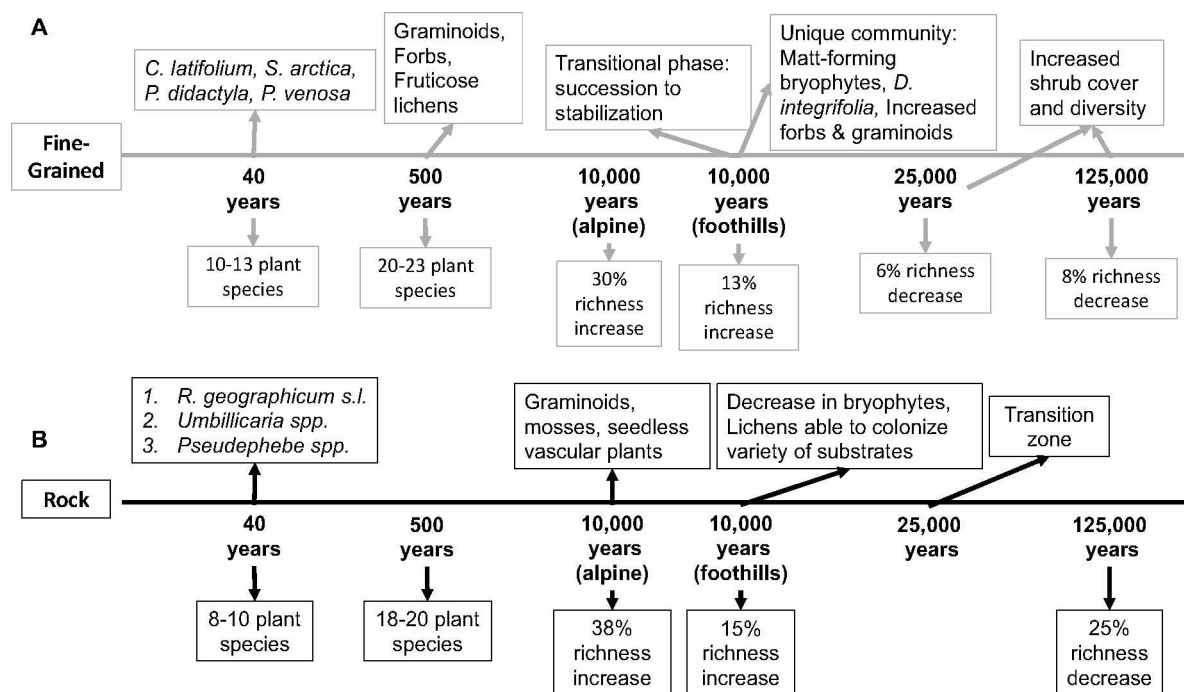 A
C. latifolium, S. arctica,
P. didactyla, P. venosa
Graminoids,
Forbs,
Fruticose
lichens
Transitional phase:
succession to
stabilization
Unique community:
Matt-forming
bryophytes, D.
integrifolia, Increased
forbs & graminoids
Increased
shrub cover
and diversity
Fine-
Grained
40
years
500
years
10,000
years
(alpine)
10,000
years
(foothills)
25,000
years
125,000
years
10-13 plant
species
20-23 plant
species
30%
richness
increase
13%
richness
increase
6% richness
decrease
8% richness
decrease
B
1. R. geographicum s.l.
2. Umbillicaria spp.
3. Pseudephebe spp.
Graminoids,
mosses, seedless
vascular plants
Decrease in bryophytes,
Lichens able to colonize
variety of substrates
Transition
zone
Rock
40
years
500
years
10,000
years
(alpine)
10,000
years
(foothills)
25,000
years
125,000
years
8-10 plant
species
18-20 plant
species
38%
richness
increase
15%
richness
increase
25%
richness
decrease